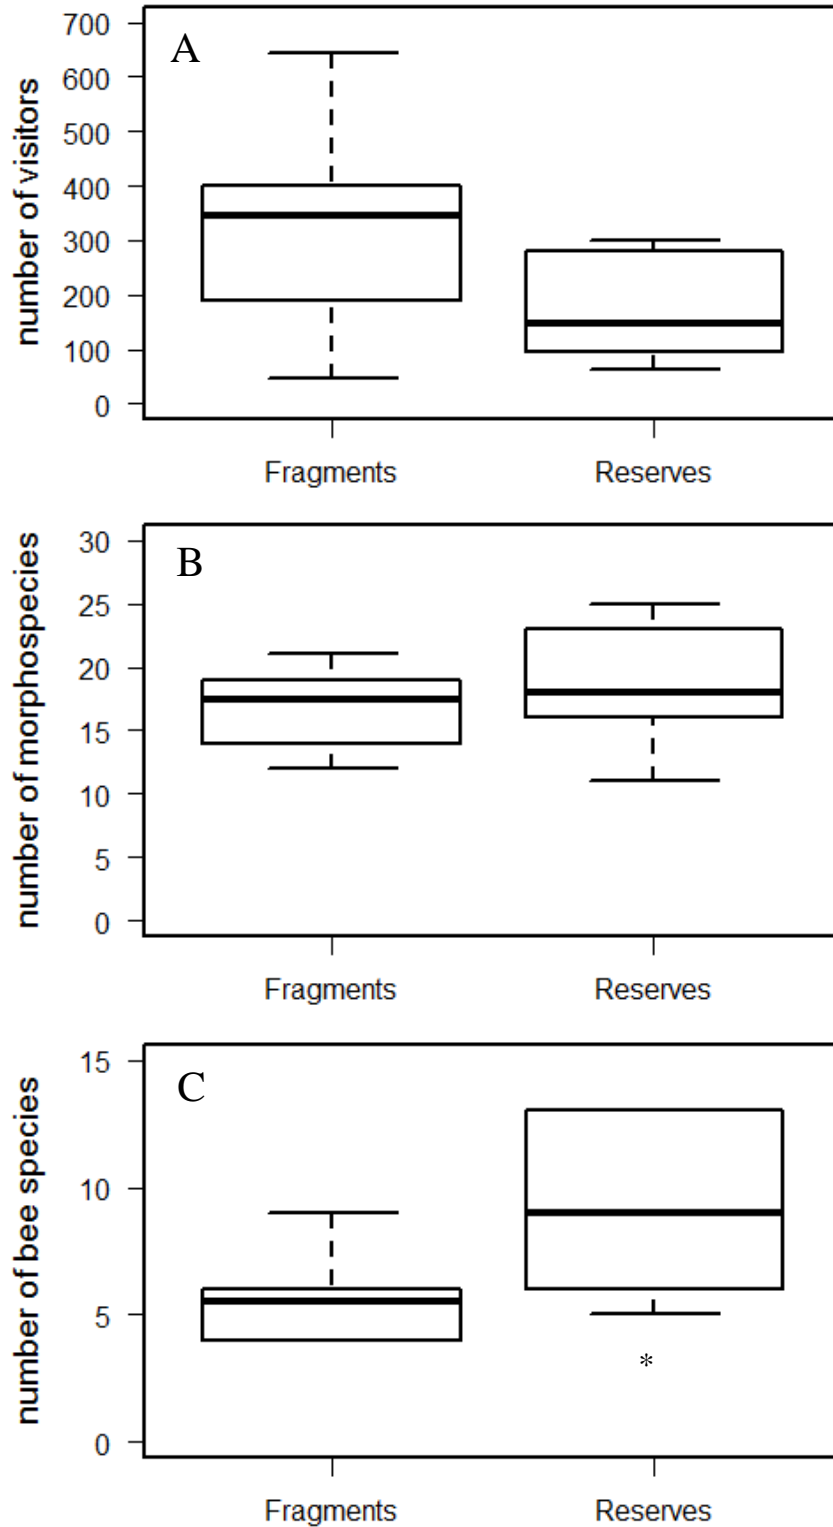 A
number of visitors
700
600
500
400
300
200
100
0
Fragments Reserves
B
number of morphospecies
30
25
20
15
10
5
0
Fragments Reserves
C
number of bee species
15
10
5
0
*
Fragments Reserves